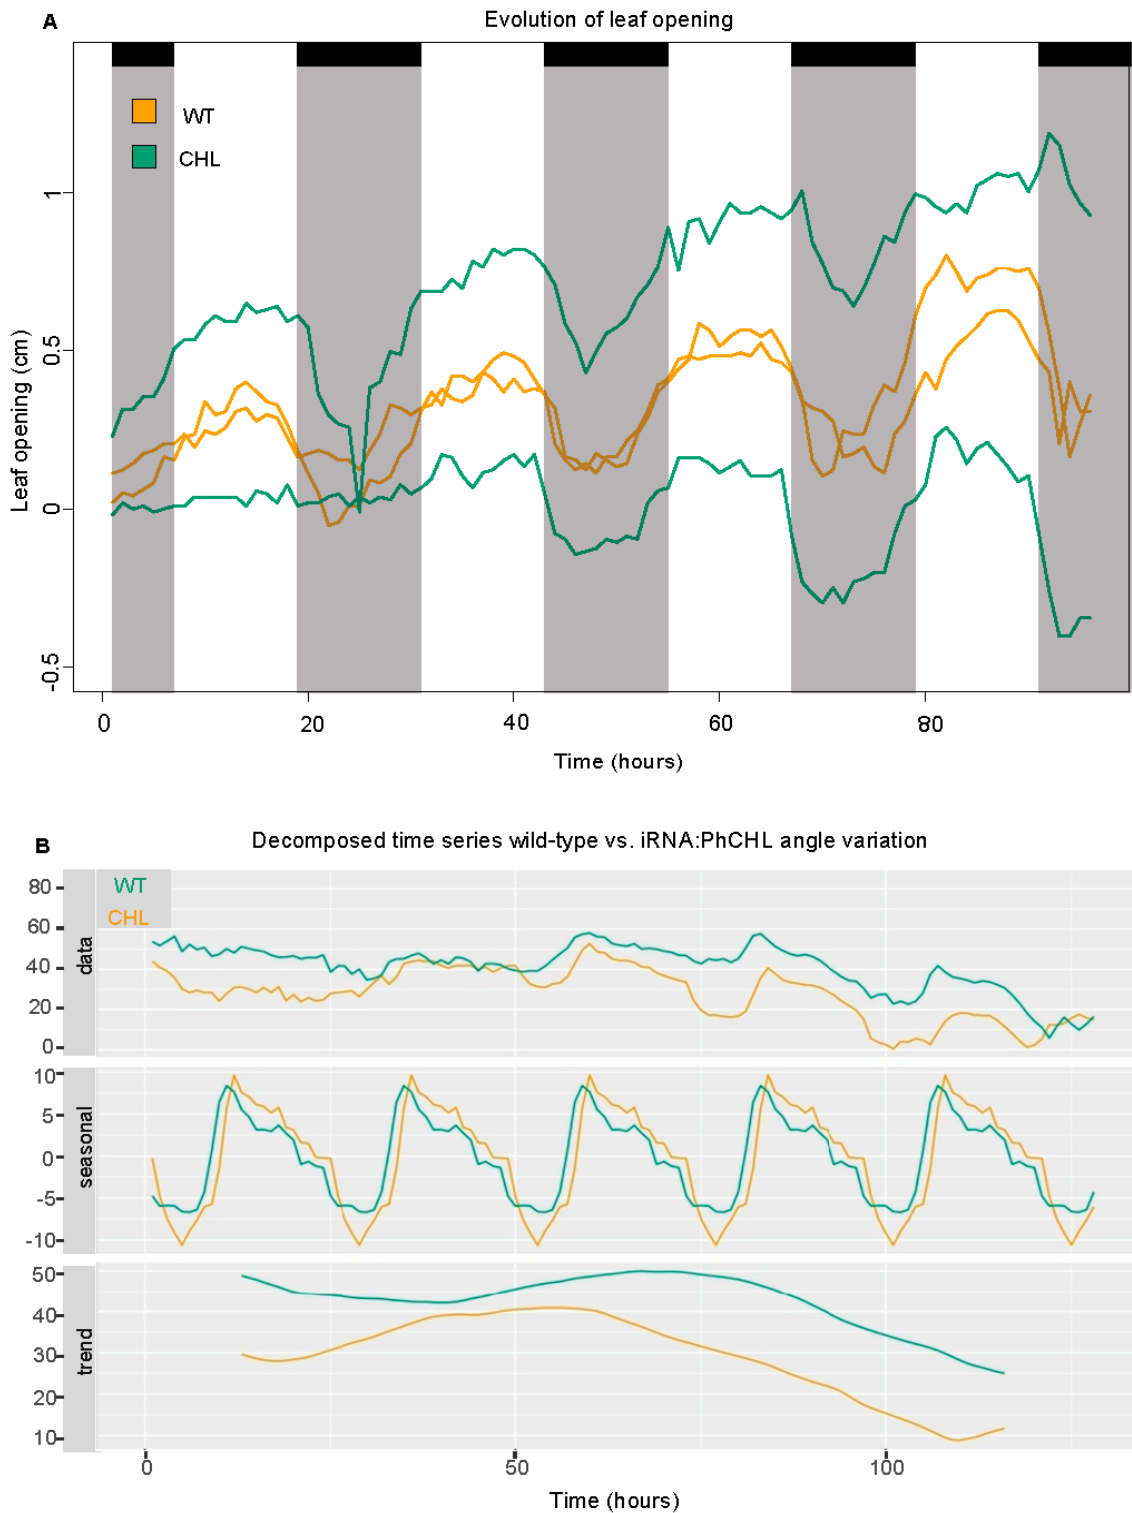 A
Evolution of leaf opening
WT
CHL
Leaf opening (cm)
1
0.5
0
-0.5
0 20 40 60 80
Time (hours)
B
Decomposed time series wild-type vs. iRNA:PhCHL angle variation
WT
CHL
data
80
60
40
20
0
seasonal
10
5
0
-5
-10
trend
50
40
30
20
10
0 50 100
Time (hours)